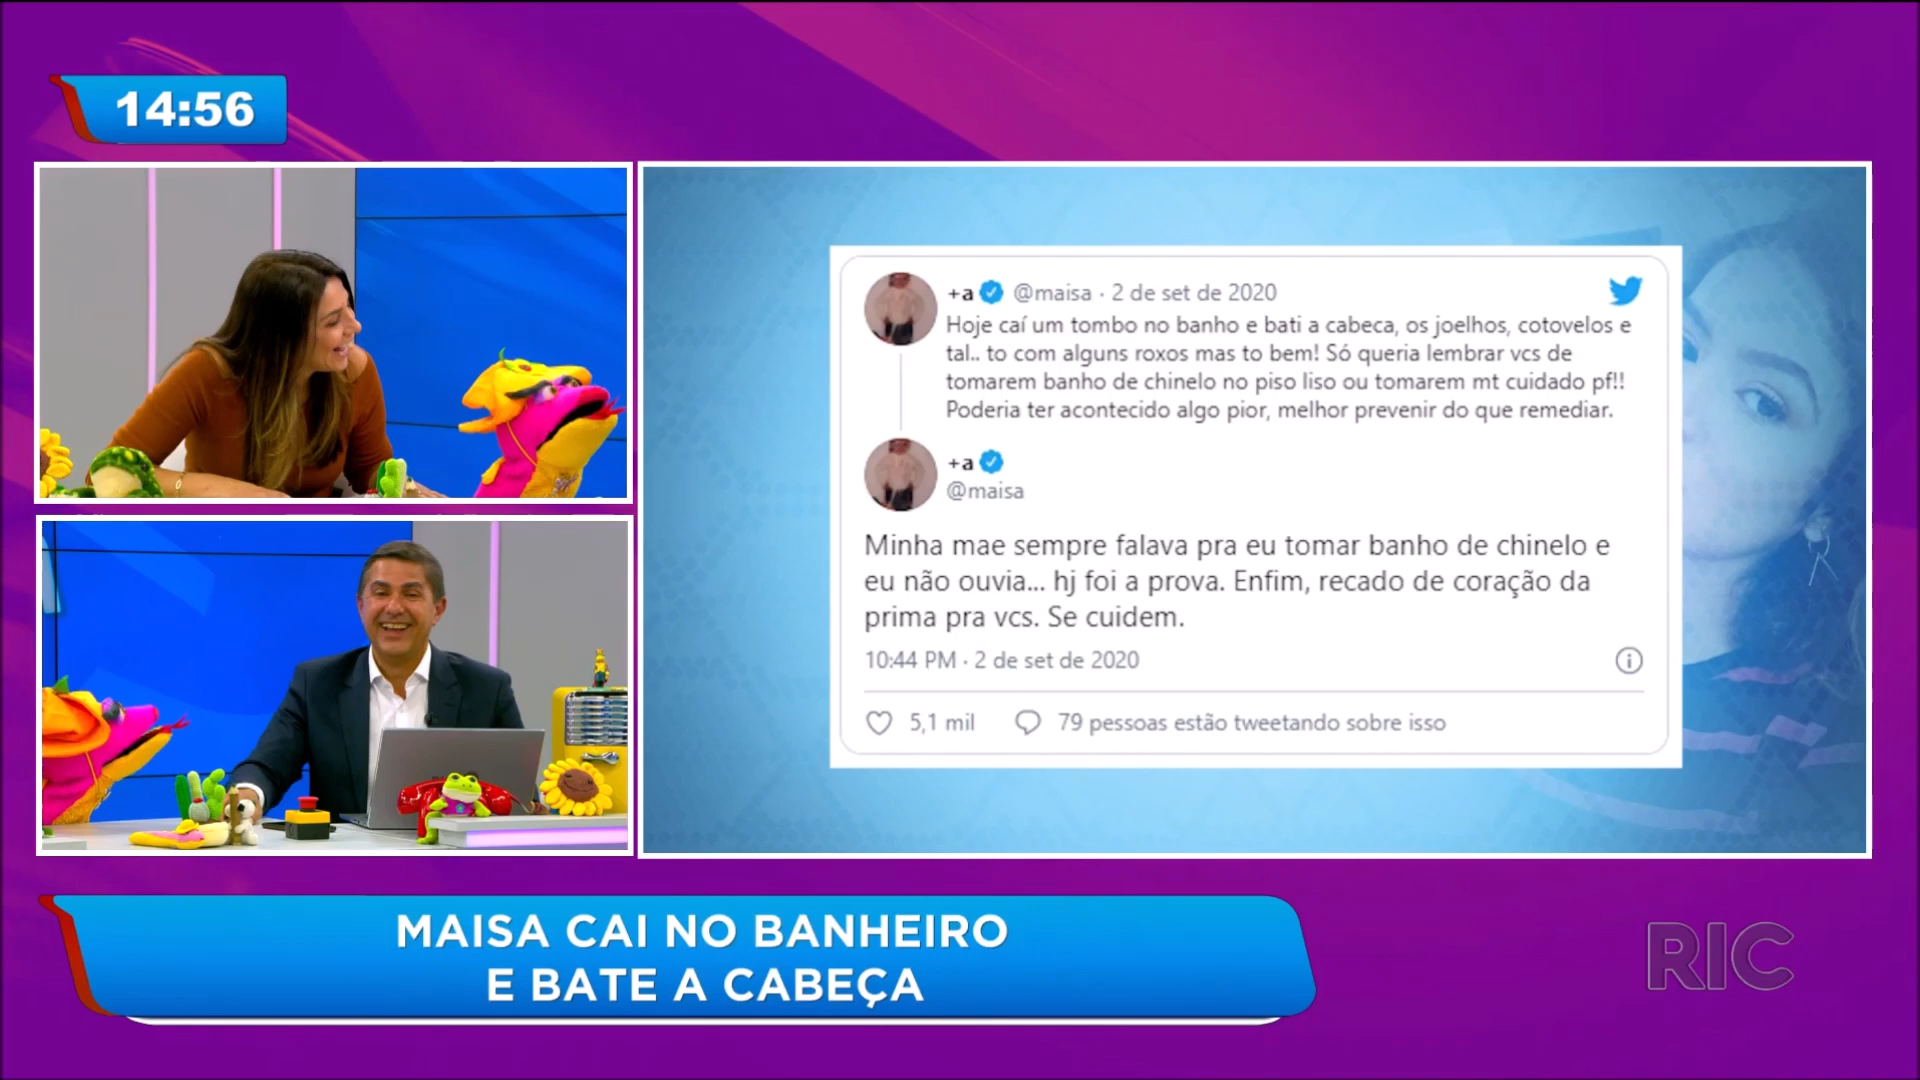 14:56
+a @maisa · 2 de set de 2020
Hoje caí um tombo no banho e bati a cabeca, os joelhos, cotovelos e
tal.. to com alguns roxos mas to bem! Só queria lembrar vcs de
tomarem banho de chinelo no piso liso ou tomarem mt cuidado pf!!
Poderia ter acontecido algo pior, melhor prevenir do que remediar.
+a
@maisa
Minha mae sempre falava pra eu tomar banho de chinelo e
eu não ouvia... hj foi a prova. Enfim, recado de coração da
prima pra vcs. Se cuidem.
10:44 PM · 2 de set de 2020
5,1 mil 79 pessoas estão tweetando sobre isso
MAISA CAI NO BANHEIRO
E BATE A CABEÇA
RIC